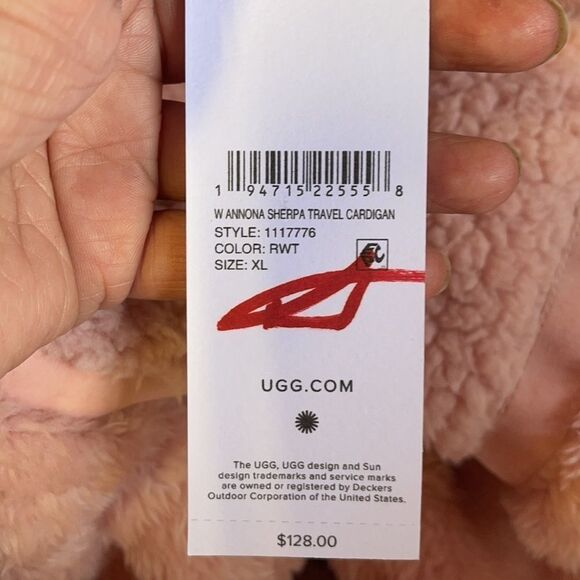 1 94715 22555 8
W ANNONA SHERPA TRAVEL CARDIGAN
STYLE: 1117776
COLOR: RWT
SIZE: XL
UGG.COM
The UGG, UGG design and Sun
design trademarks and service marks
are owned or registered by Deckers
Outdoor Corporation of the United States.
$128.00